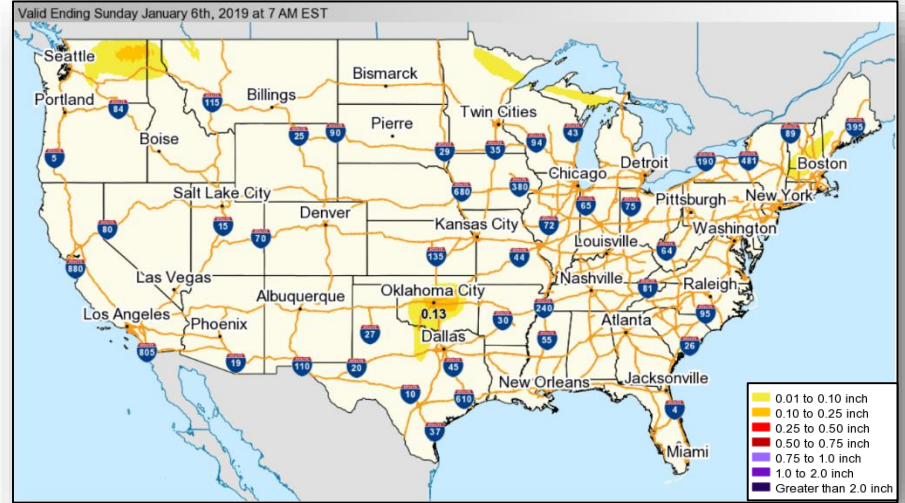 Valid Ending Sunday January 6th, 2019 at 7 AM EST
Seattle
Portland
84
115
Billings
Bismarck
Twin Cities
5
Boise
25
90
Pierre
29
35
94
43
Detroit
190
481
89
395
Boston
Salt Lake City
680
380
Chicago
65
75
Pittsburgh
New York
80
15
Denver
70
Kansas City
135
44
72
Louisville
64
Washington
880
Las Vegas
Albuquerque
Oklahoma City
0.13
Nashville
81
Raleigh
Los Angeles
Phoenix
27
Dallas
30
240
Atlanta
95
805
19
110
20
45
55
26
10
610
New Orleans
Jacksonville
37
4
Miami
0.01 to 0.10 inch
0.10 to 0.25 inch
0.25 to 0.50 inch
0.50 to 0.75 inch
0.75 to 1.0 inch
1.0 to 2.0 inch
Greater than 2.0 inch